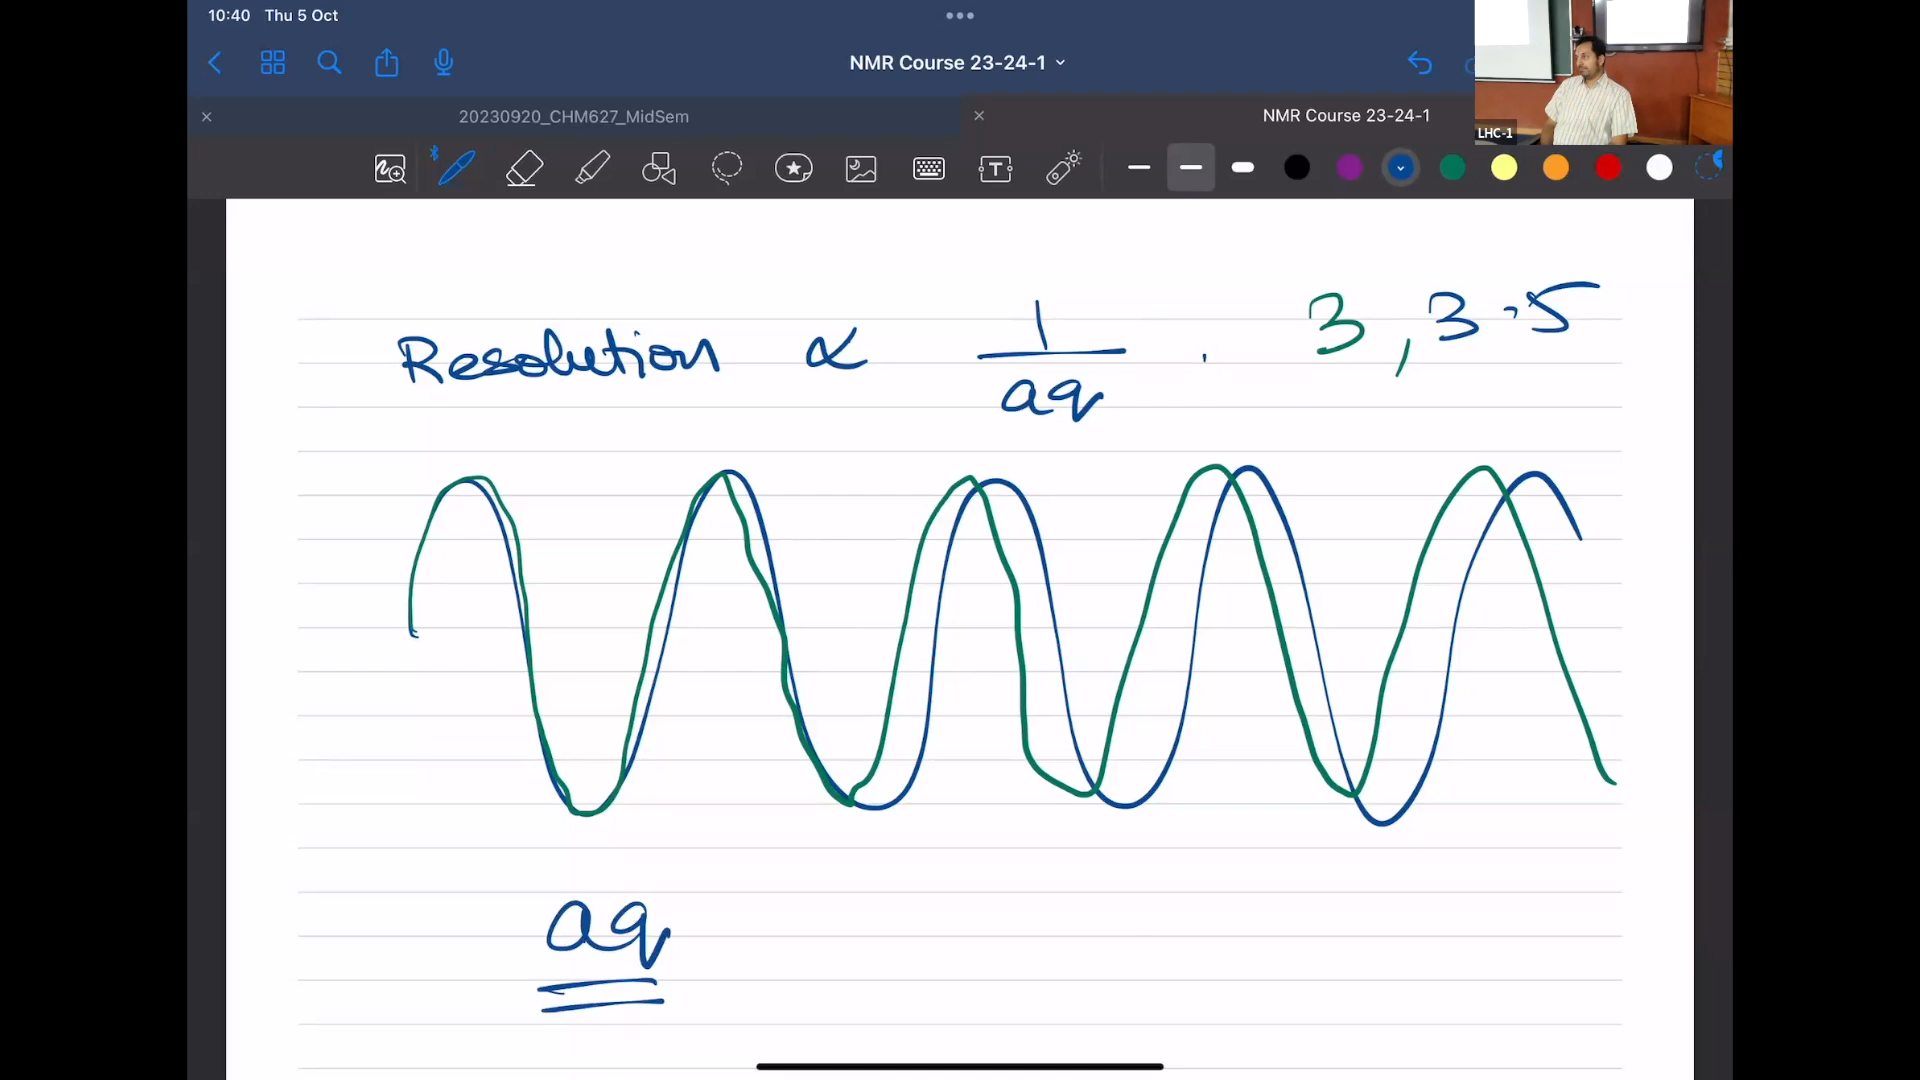 10:40 Thu 5 Oct
NMR Course 23-24-1
20230920_CHM627_MidSem
NMR Course 23-24-1
LHC-1
T
Resolution ∝ 1/aq . 3, 3.5
aq